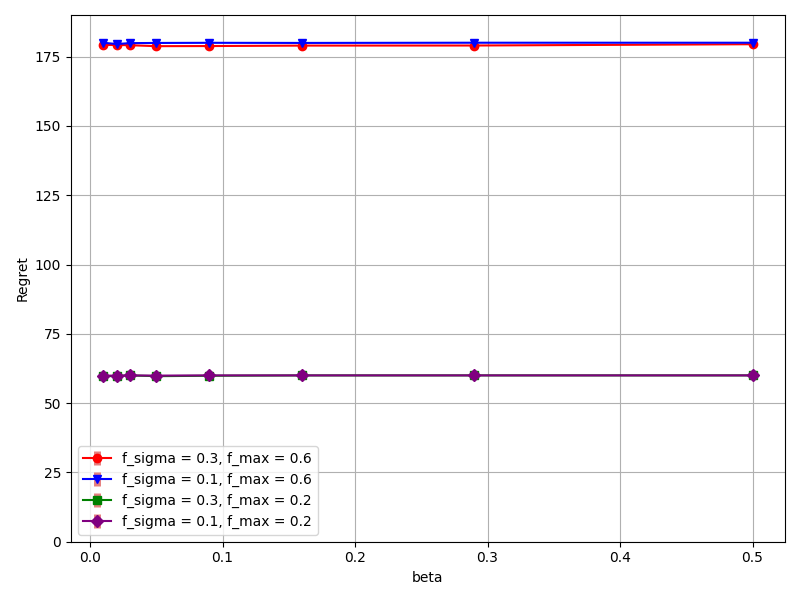 175
150
125
100
75
50
25
0
Regret
f_sigma = 0.3, f_max = 0.6
f_sigma = 0.1, f_max = 0.6
f_sigma = 0.3, f_max = 0.2
f_sigma = 0.1, f_max = 0.2
0.0 0.1 0.2 0.3 0.4 0.5
beta